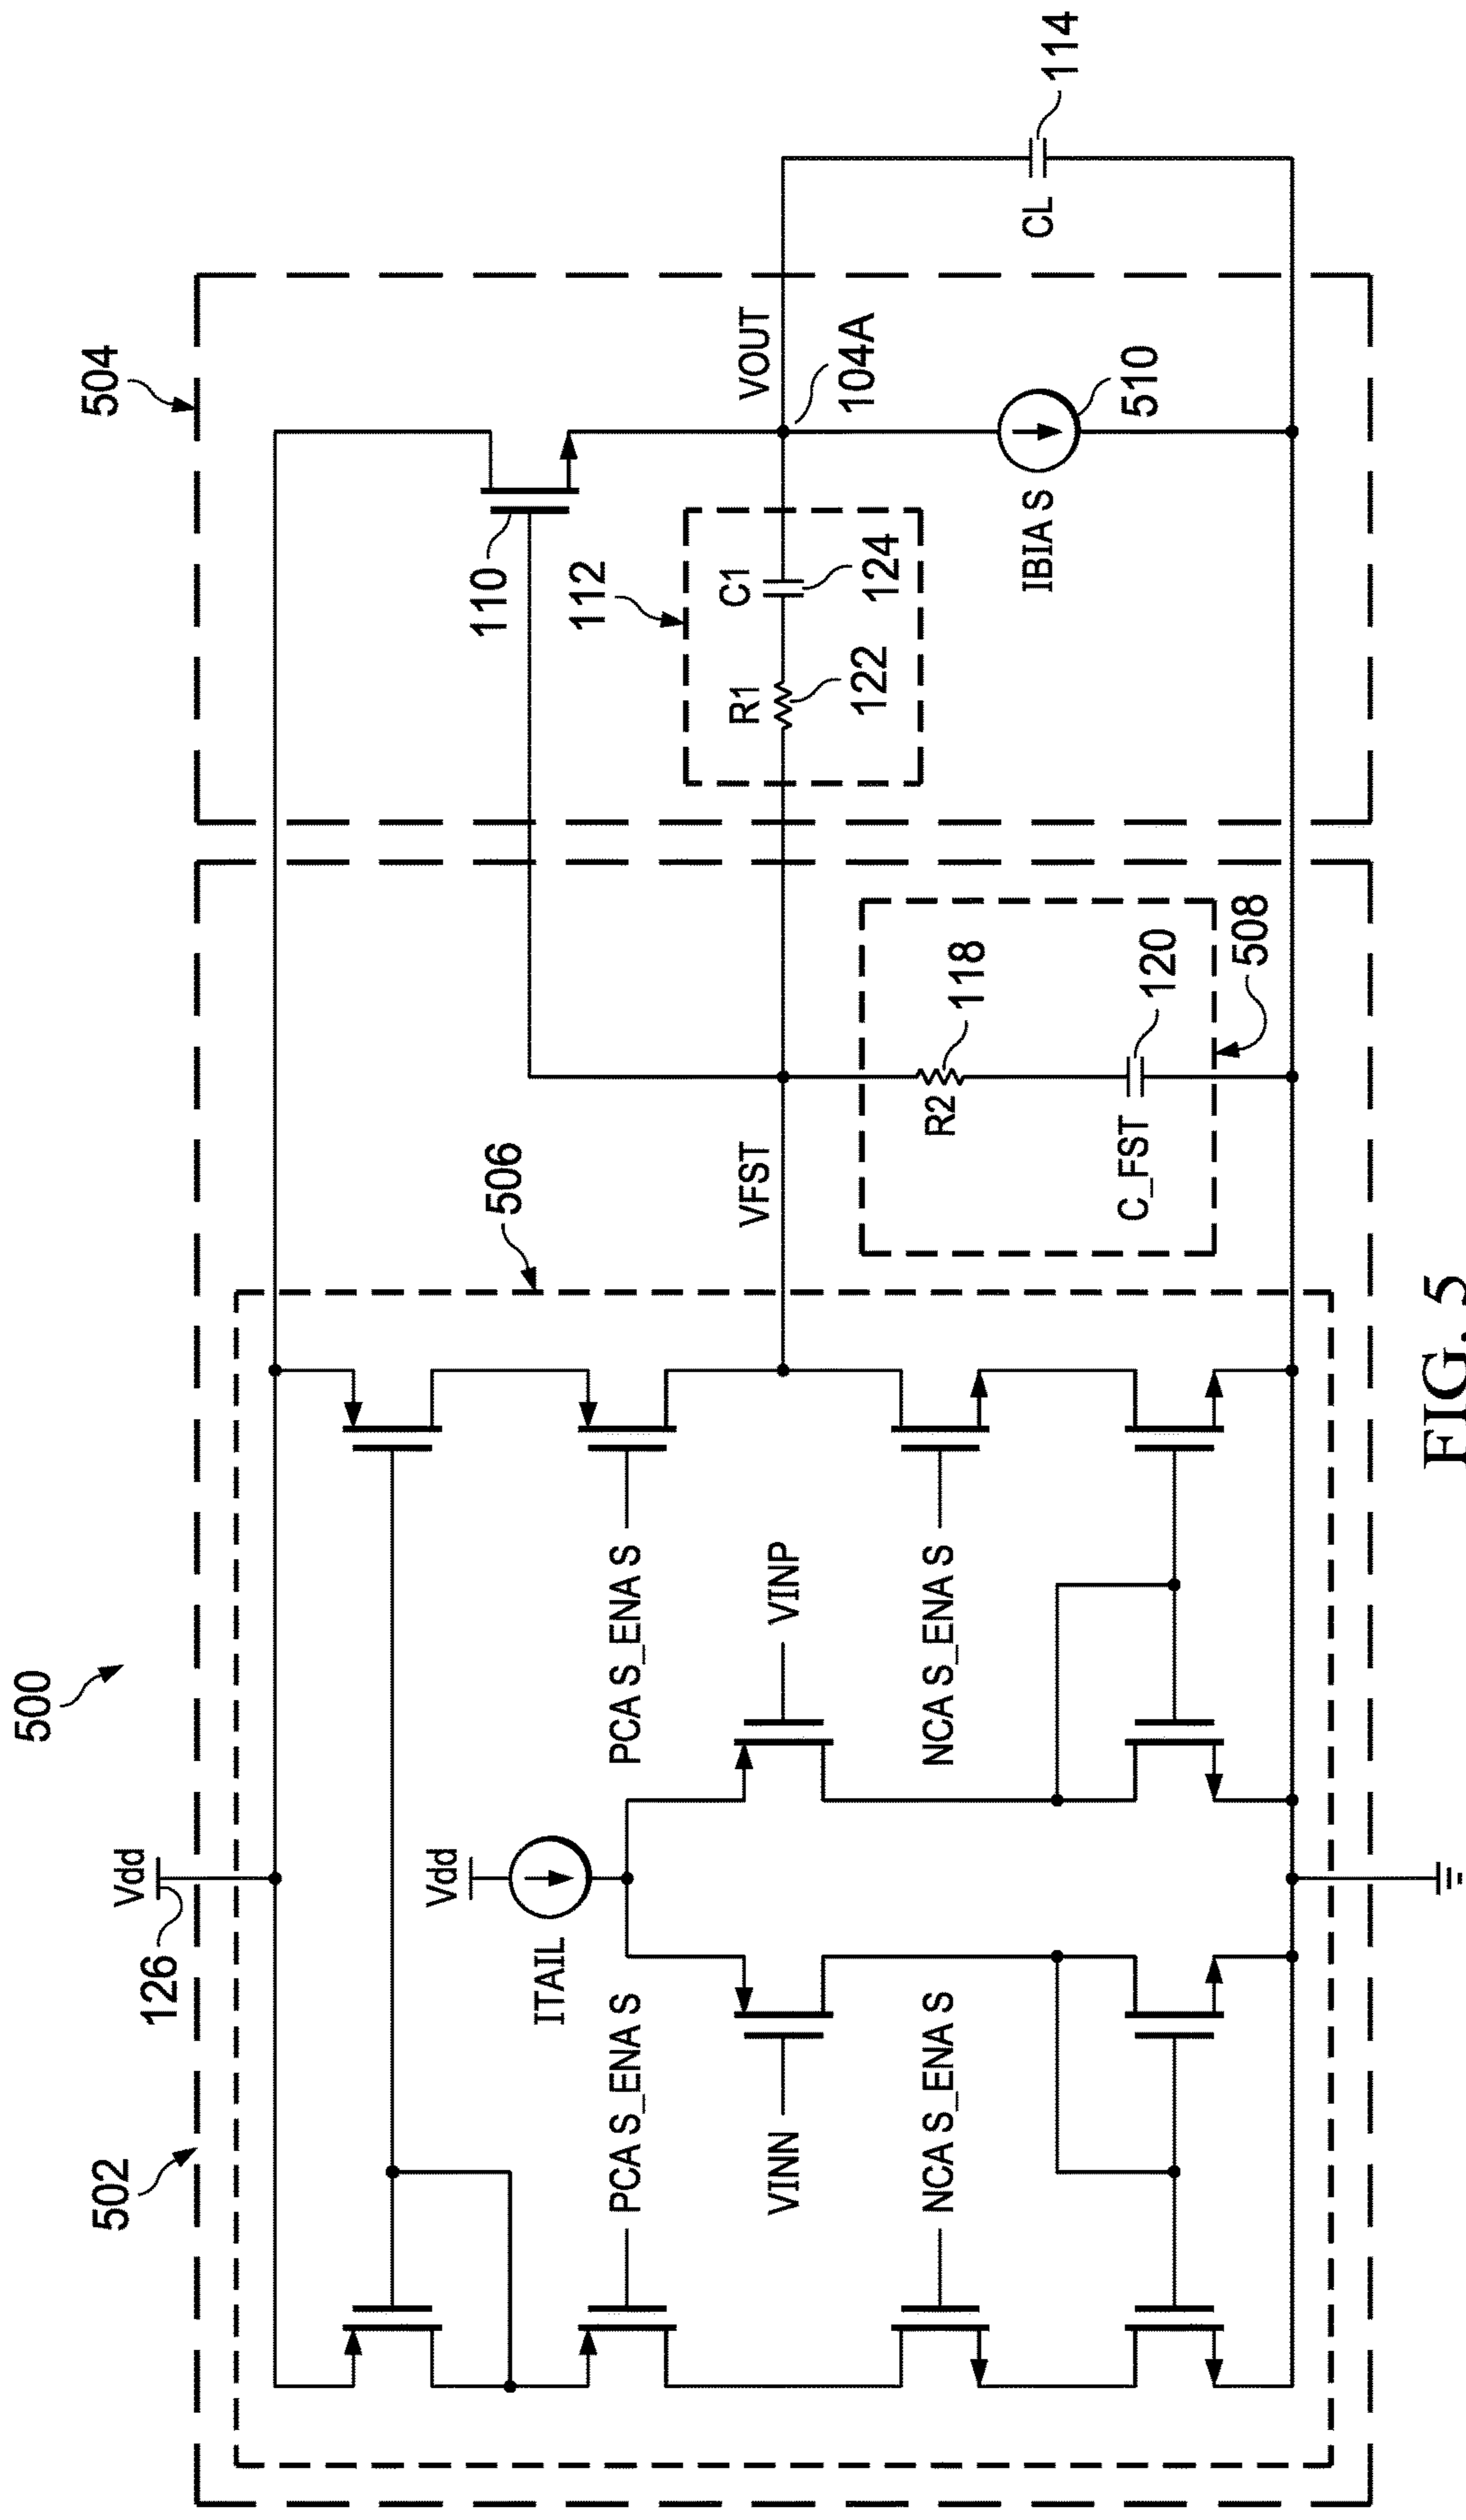 500
502
126
Vdd
506
504
PCAS_ENAS
ITAIL
Vdd
PCAS_ENAS
110
VINN
VINP
VFST
112
R1
C1
VOUT
122
124
104A
NCAS_ENAS
NCAS_ENAS
R2
118
C_FST
120
508
IBIAS
510
CL
114
FIG. 5